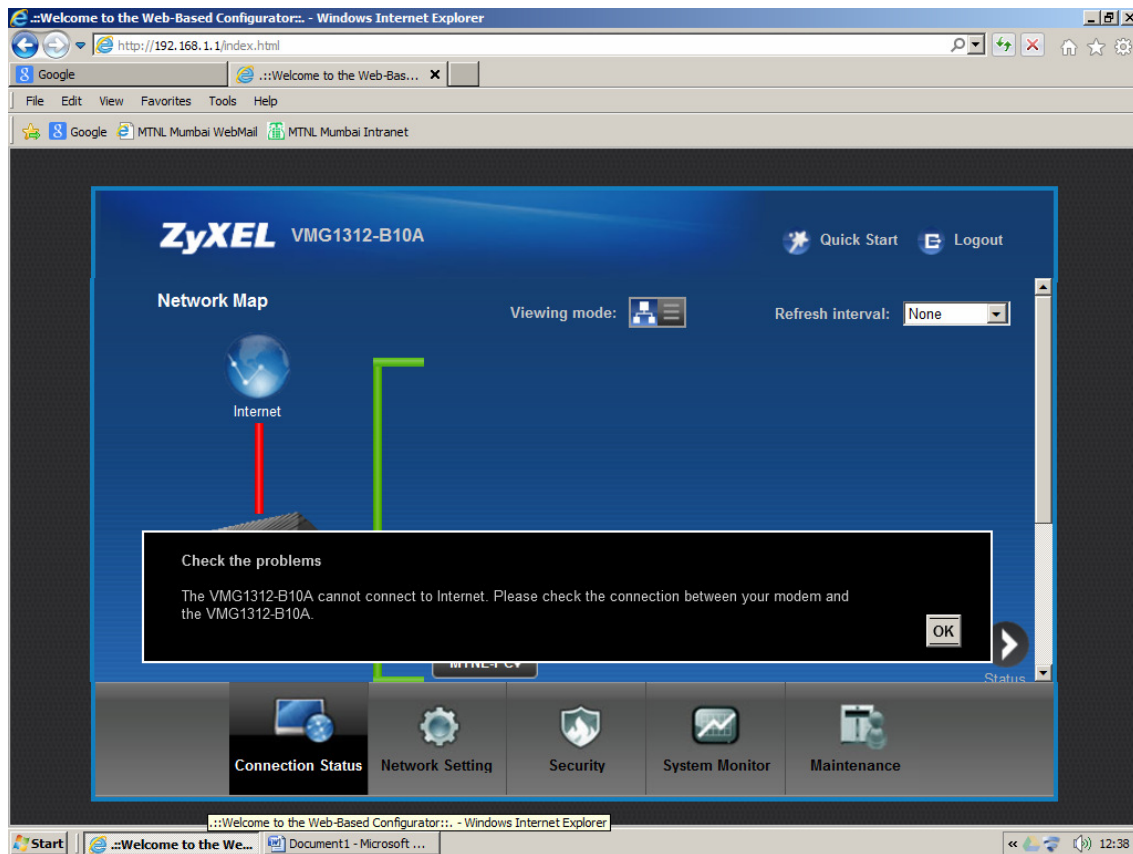 .::Welcome to the Web-Based Configurator::. - Windows Internet Explorer
http://192.168.1.1/index.html
Google
.::Welcome to the Web-Bas...
File Edit View Favorites Tools Help
Google MTNL Mumbai WebMail MTNL Mumbai Intranet
ZyXEL VMG1312-B10A
Quick Start Logout
Network Map
Viewing mode:
Refresh interval: None
Internet
Check the problems
The VMG1312-B10A cannot connect to Internet. Please check the connection between your modem and
the VMG1312-B10A.
OK
Status
Connection Status Network Setting Security System Monitor Maintenance
.::Welcome to the Web-Based Configurator::. - Windows Internet Explorer
Start .::Welcome to the We... Document1 - Microsoft ... 12:38